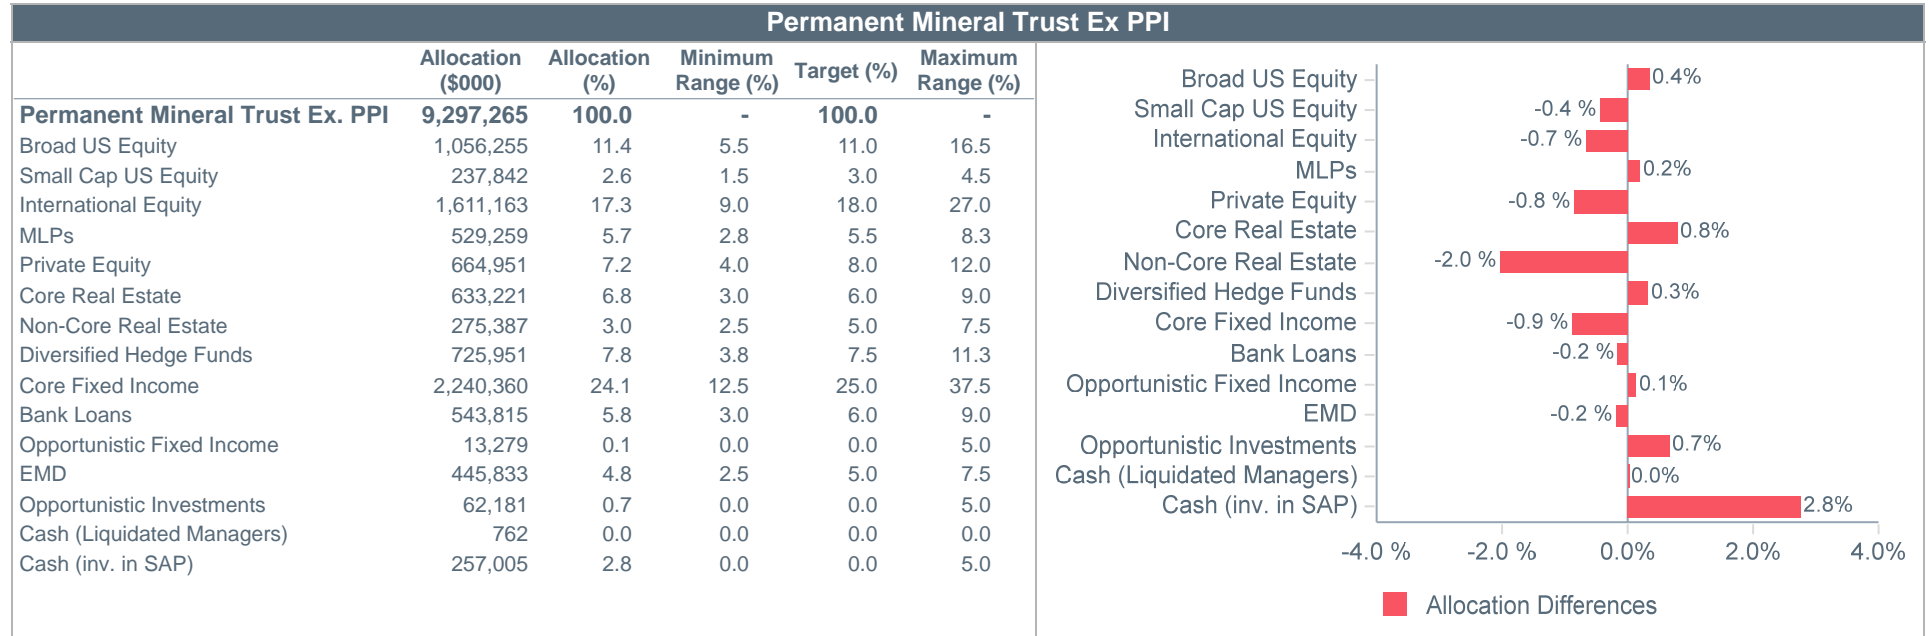 Permanent Mineral Trust Ex PPI
Allocation ($000) Allocation (%) Minimum Range (%) Target (%) Maximum Range (%)
Permanent Mineral Trust Ex. PPI 9,297,265 100.0 - 100.0 -
Broad US Equity 1,056,255 11.4 5.5 11.0 16.5
Small Cap US Equity 237,842 2.6 1.5 3.0 4.5
International Equity 1,611,163 17.3 9.0 18.0 27.0
MLPs 529,259 5.7 2.8 5.5 8.3
Private Equity 664,951 7.2 4.0 8.0 12.0
Core Real Estate 633,221 6.8 3.0 6.0 9.0
Non-Core Real Estate 275,387 3.0 2.5 5.0 7.5
Diversified Hedge Funds 725,951 7.8 3.8 7.5 11.3
Core Fixed Income 2,240,360 24.1 12.5 25.0 37.5
Bank Loans 543,815 5.8 3.0 6.0 9.0
Opportunistic Fixed Income 13,279 0.1 0.0 0.0 5.0
EMD 445,833 4.8 2.5 5.0 7.5
Opportunistic Investments 62,181 0.7 0.0 0.0 5.0
Cash (Liquidated Managers) 762 0.0 0.0 0.0 0.0
Cash (inv. in SAP) 257,005 2.8 0.0 0.0 5.0
Broad US Equity 0.4%
Small Cap US Equity -0.4 %
International Equity -0.7 %
MLPs 0.2%
Private Equity -0.8 %
Core Real Estate 0.8%
Non-Core Real Estate -2.0 %
Diversified Hedge Funds 0.3%
Core Fixed Income -0.9 %
Bank Loans -0.2 %
Opportunistic Fixed Income 0.1%
EMD -0.2 %
Opportunistic Investments 0.7%
Cash (Liquidated Managers) 0.0%
Cash (inv. in SAP) 2.8%
-4.0 % -2.0 % 0.0% 2.0% 4.0%
Allocation Differences